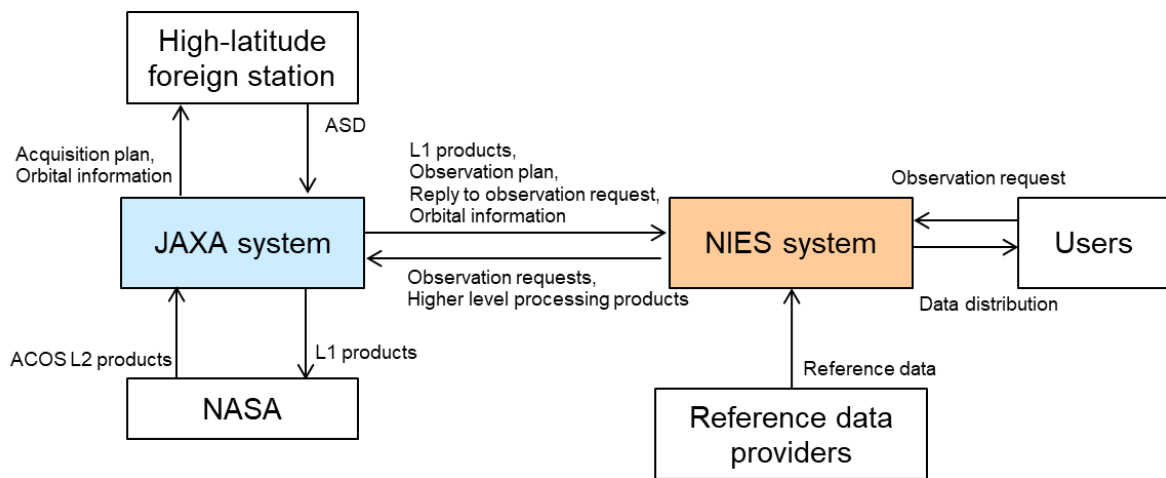 High-latitude
foreign station
ASD
Acquisition plan,
Orbital information
L1 products,
Observation plan,
Reply to observation request,
Orbital information
Observation request
JAXA system
NIES system
Users
Observation requests,
Higher level processing products
Data distribution
ACOS L2 products
L1 products
Reference data
NASA
Reference data
providers